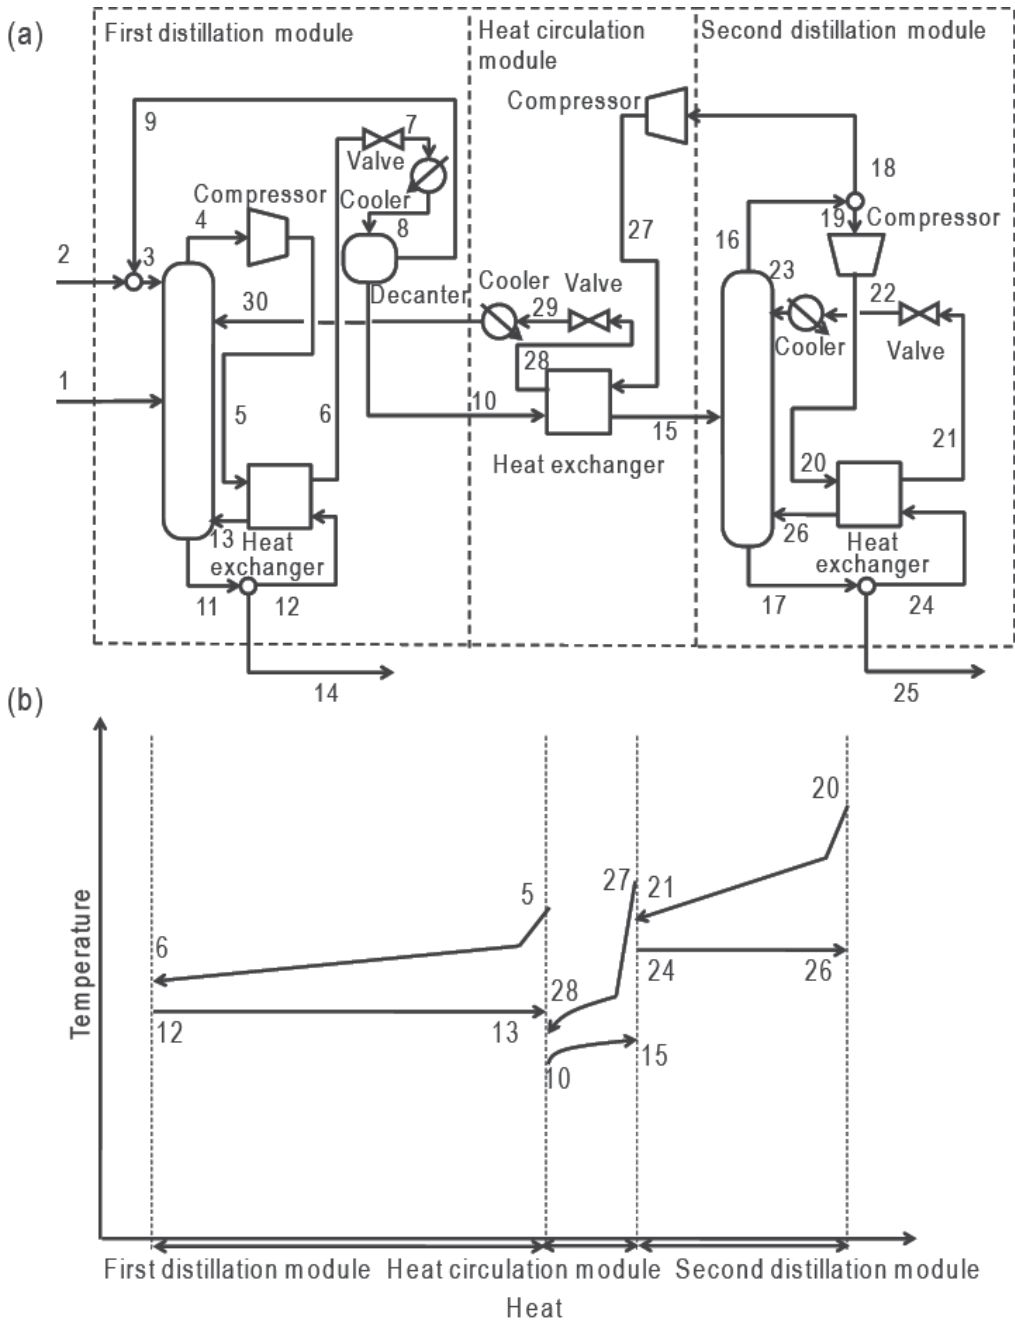 (a)
First distillation module
Heat circulation
module
Second distillation module
Compressor
9
7
Valve
18
Compressor
4
Cooler
8
27
16
19
Compressor
2
3
Decanter
Cooler
29
Valve
23
22
30
28
Cooler
Valve
1
5
6
10
15
21
Heat exchanger
20
13
Heat
exchanger
26
Heat
exchanger
11
12
17
24
14
25
(b)
Temperature
20
5
27
21
6
28
24
26
12
13
10
15
First distillation module
Heat circulation module
Second distillation module
Heat